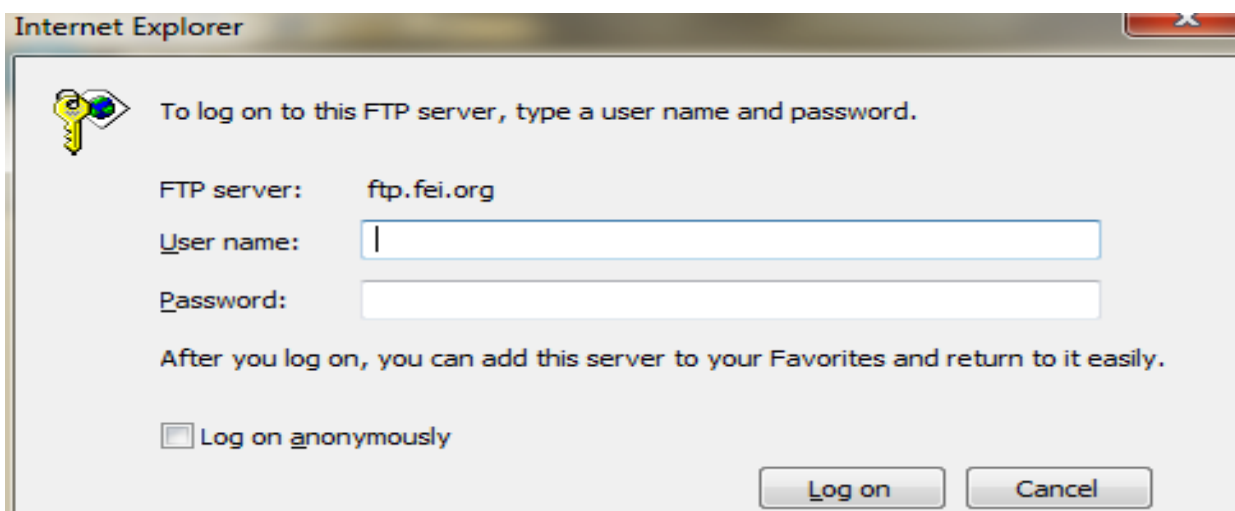 Internet Explorer
To log on to this FTP server, type a user name and password.
FTP server: ftp.fei.org
User name:
Password:
After you log on, you can add this server to your Favorites and return to it easily.
Log on anonymously
Log on Cancel